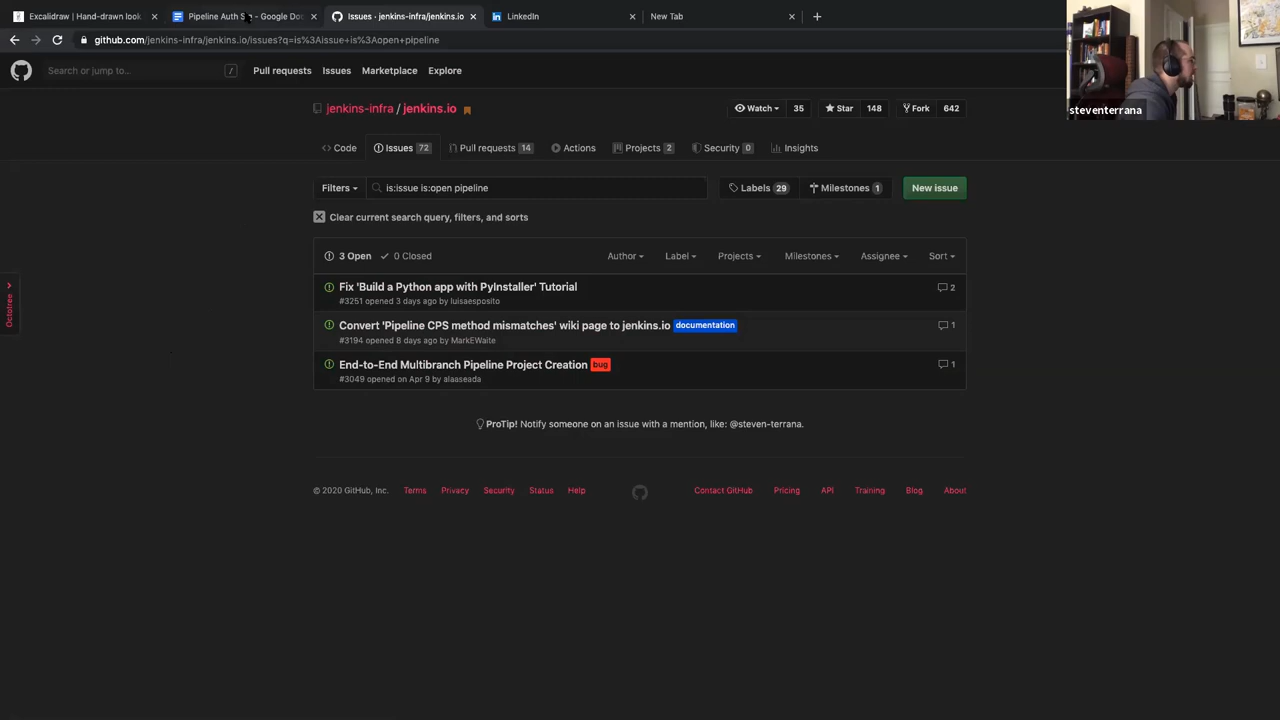 Excalidraw | Hand-drawn look
Pipeline Auth S - Google Doc
Issues · jenkins-infra/jenkins.io
LinkedIn
New Tab
github.com/jenkins-infra/jenkins.io/issues?q=is%3Aissue+is%3Aopen+pipeline
steventerrana
Search or jump to...
/
Pull requests
Issues
Marketplace
Explore
jenkins-infra / jenkins.io
Watch 35
Star 148
Fork 642
Code
Issues 72
Pull requests 14
Actions
Projects 2
Security 0
Insights
Filters
is:issue is:open pipeline
Labels 29
Milestones 1
New issue
Clear current search query, filters, and sorts
3 Open
0 Closed
Author
Label
Projects
Milestones
Assignee
Sort
Fix 'Build a Python app with PyInstaller' Tutorial
2
#3251 opened 3 days ago by luisaesposito
Convert 'Pipeline CPS method mismatches' wiki page to jenkins.io documentation
1
#3194 opened 8 days ago by MarkEWaite
End-to-End Multibranch Pipeline Project Creation bug
1
#3049 opened on Apr 9 by alaaseada
Octotree
ProTip! Notify someone on an issue with a mention, like: @steven-terrana.
© 2020 GitHub, Inc.
Terms
Privacy
Security
Status
Help
Contact GitHub
Pricing
API
Training
Blog
About